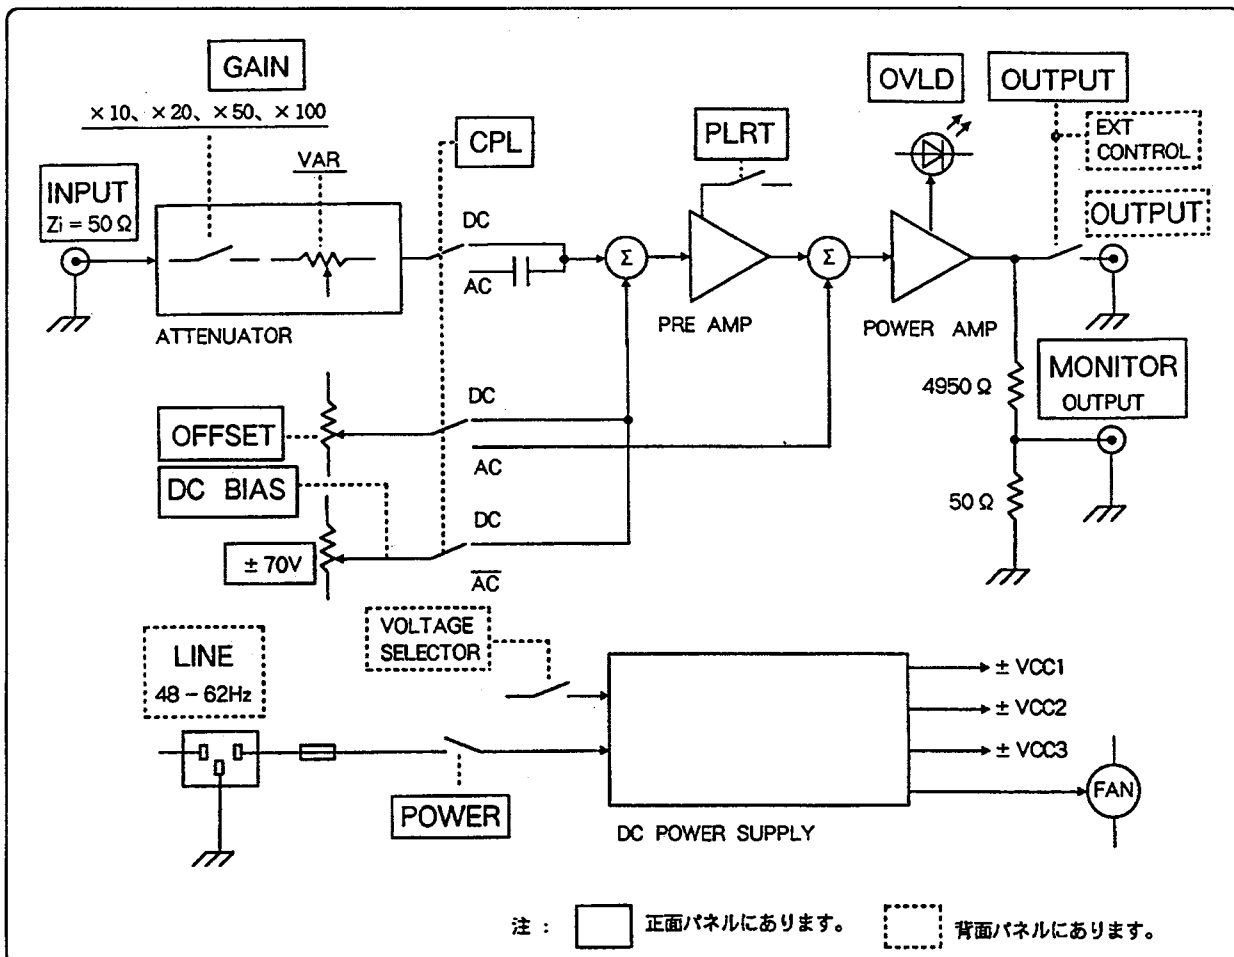 GAIN
×10、×20、×50、×100
VAR
INPUT
Zi = 50 Ω
ATTENUATOR
CPL
DC
AC
Σ
PLRT
PRE AMP
Σ
OVLD
POWER AMP
OUTPUT
EXT
CONTROL
OUTPUT
4950 Ω
MONITOR
OUTPUT
50 Ω
OFFSET
DC
AC
DC BIAS
DC
± 70V
AC
VOLTAGE
SELECTOR
LINE
48 – 62Hz
POWER
DC POWER SUPPLY
± VCC1
± VCC2
± VCC3
FAN
注 :
正面パネルにあります。
背面パネルにあります。